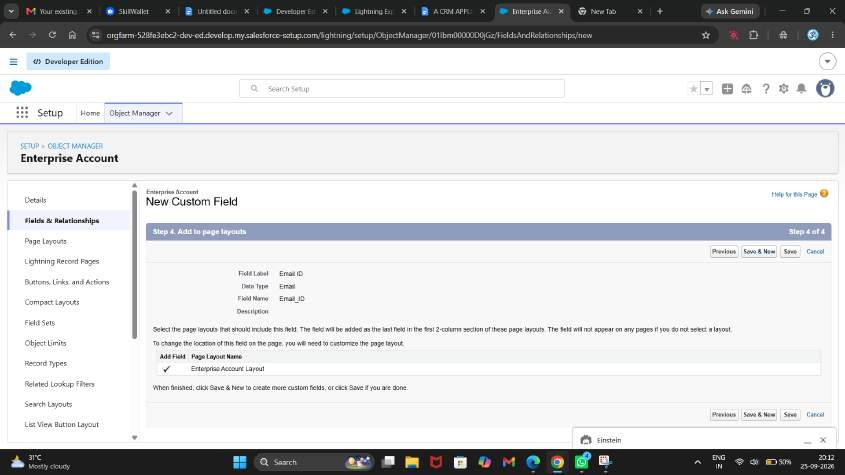 Your existing
SkillWallet
Untitled docu
Developer Ed
Lightning Exp
A CRM APPL
Enterprise Ac
New Tab
Ask Gemini
orgfarm-528fe3ebc2-dev-ed.develop.my.salesforce-setup.com/lightning/setup/ObjectManager/01Ibm00000D0jGz/FieldsAndRelationships/new
Developer Edition
Search Setup
Setup
Home
Object Manager
SETUP > OBJECT MANAGER
Enterprise Account
Details
Fields & Relationships
Page Layouts
Lightning Record Pages
Buttons, Links, and Actions
Compact Layouts
Field Sets
Object Limits
Record Types
Related Lookup Filters
Search Layouts
List View Button Layout
Enterprise Account
New Custom Field
Help for this Page
Step 4. Add to page layouts
Step 4 of 4
Previous Save & New Save Cancel
Field Label Email ID
Data Type Email
Field Name Email_ID
Description
Select the page layouts that should include this field. The field will be added as the last field in the first 2-column section of these page layouts. The field will not appear on any pages if you do not select a layout.
To change the location of this field on the page, you will need to customize the page layout.
Add Field Page Layout Name
Enterprise Account Layout
When finished, click Save & New to create more custom fields, or click Save if you are done.
Previous Save & New Save Cancel
Einstein
31°C
Mostly cloudy
Search
ENG
IN
50%
20:12
25-09-2026